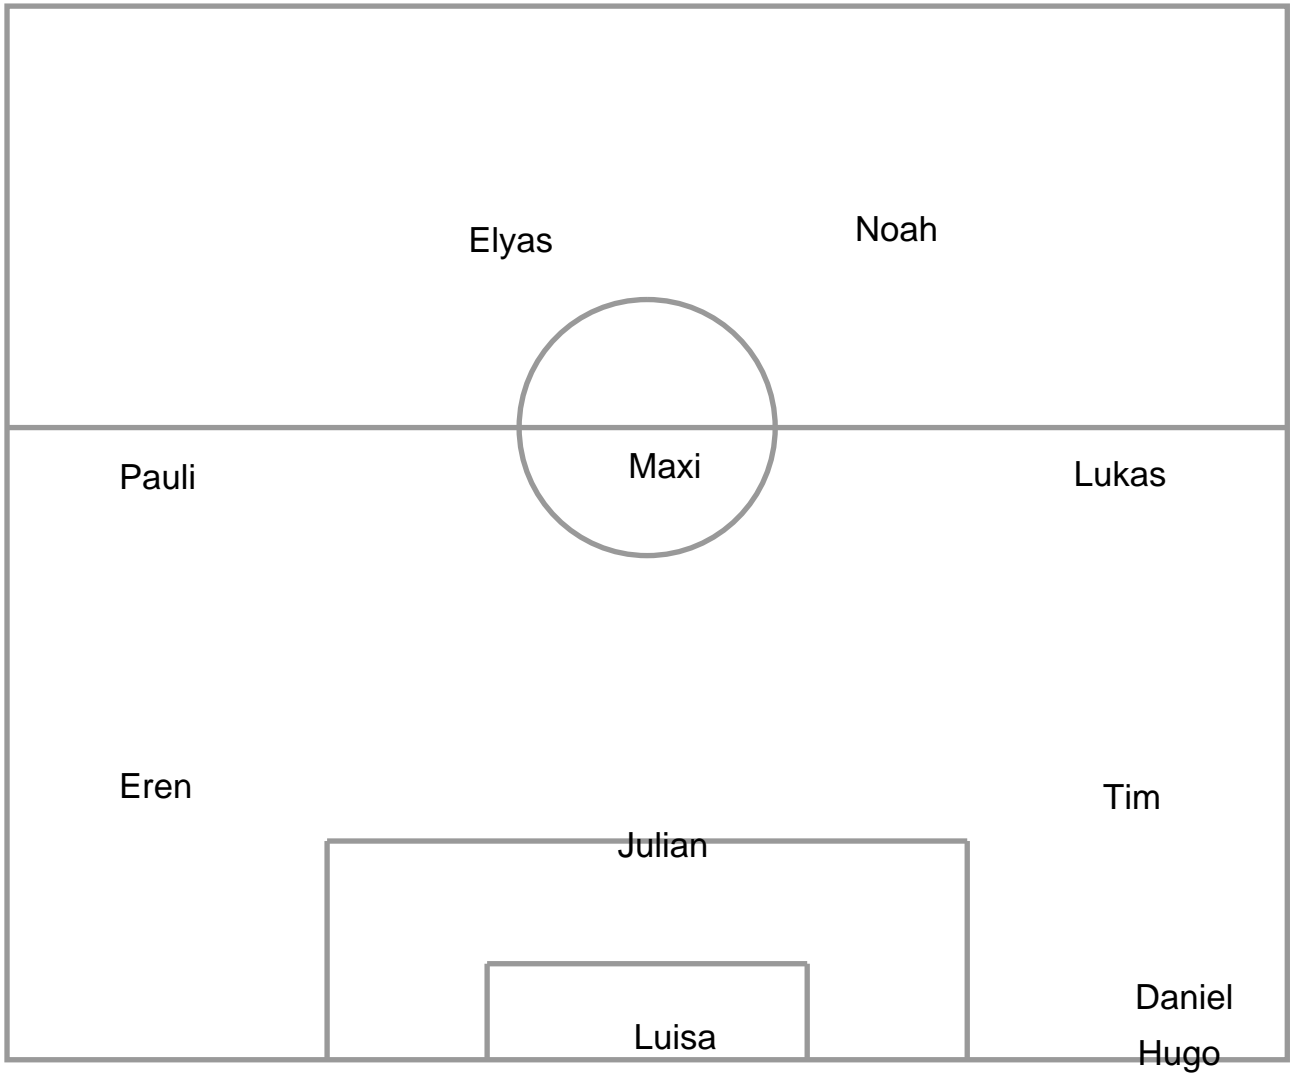 Elyas
Noah
Pauli
Maxi
Lukas
Eren
Tim
Julian
Daniel
Luisa
Hugo